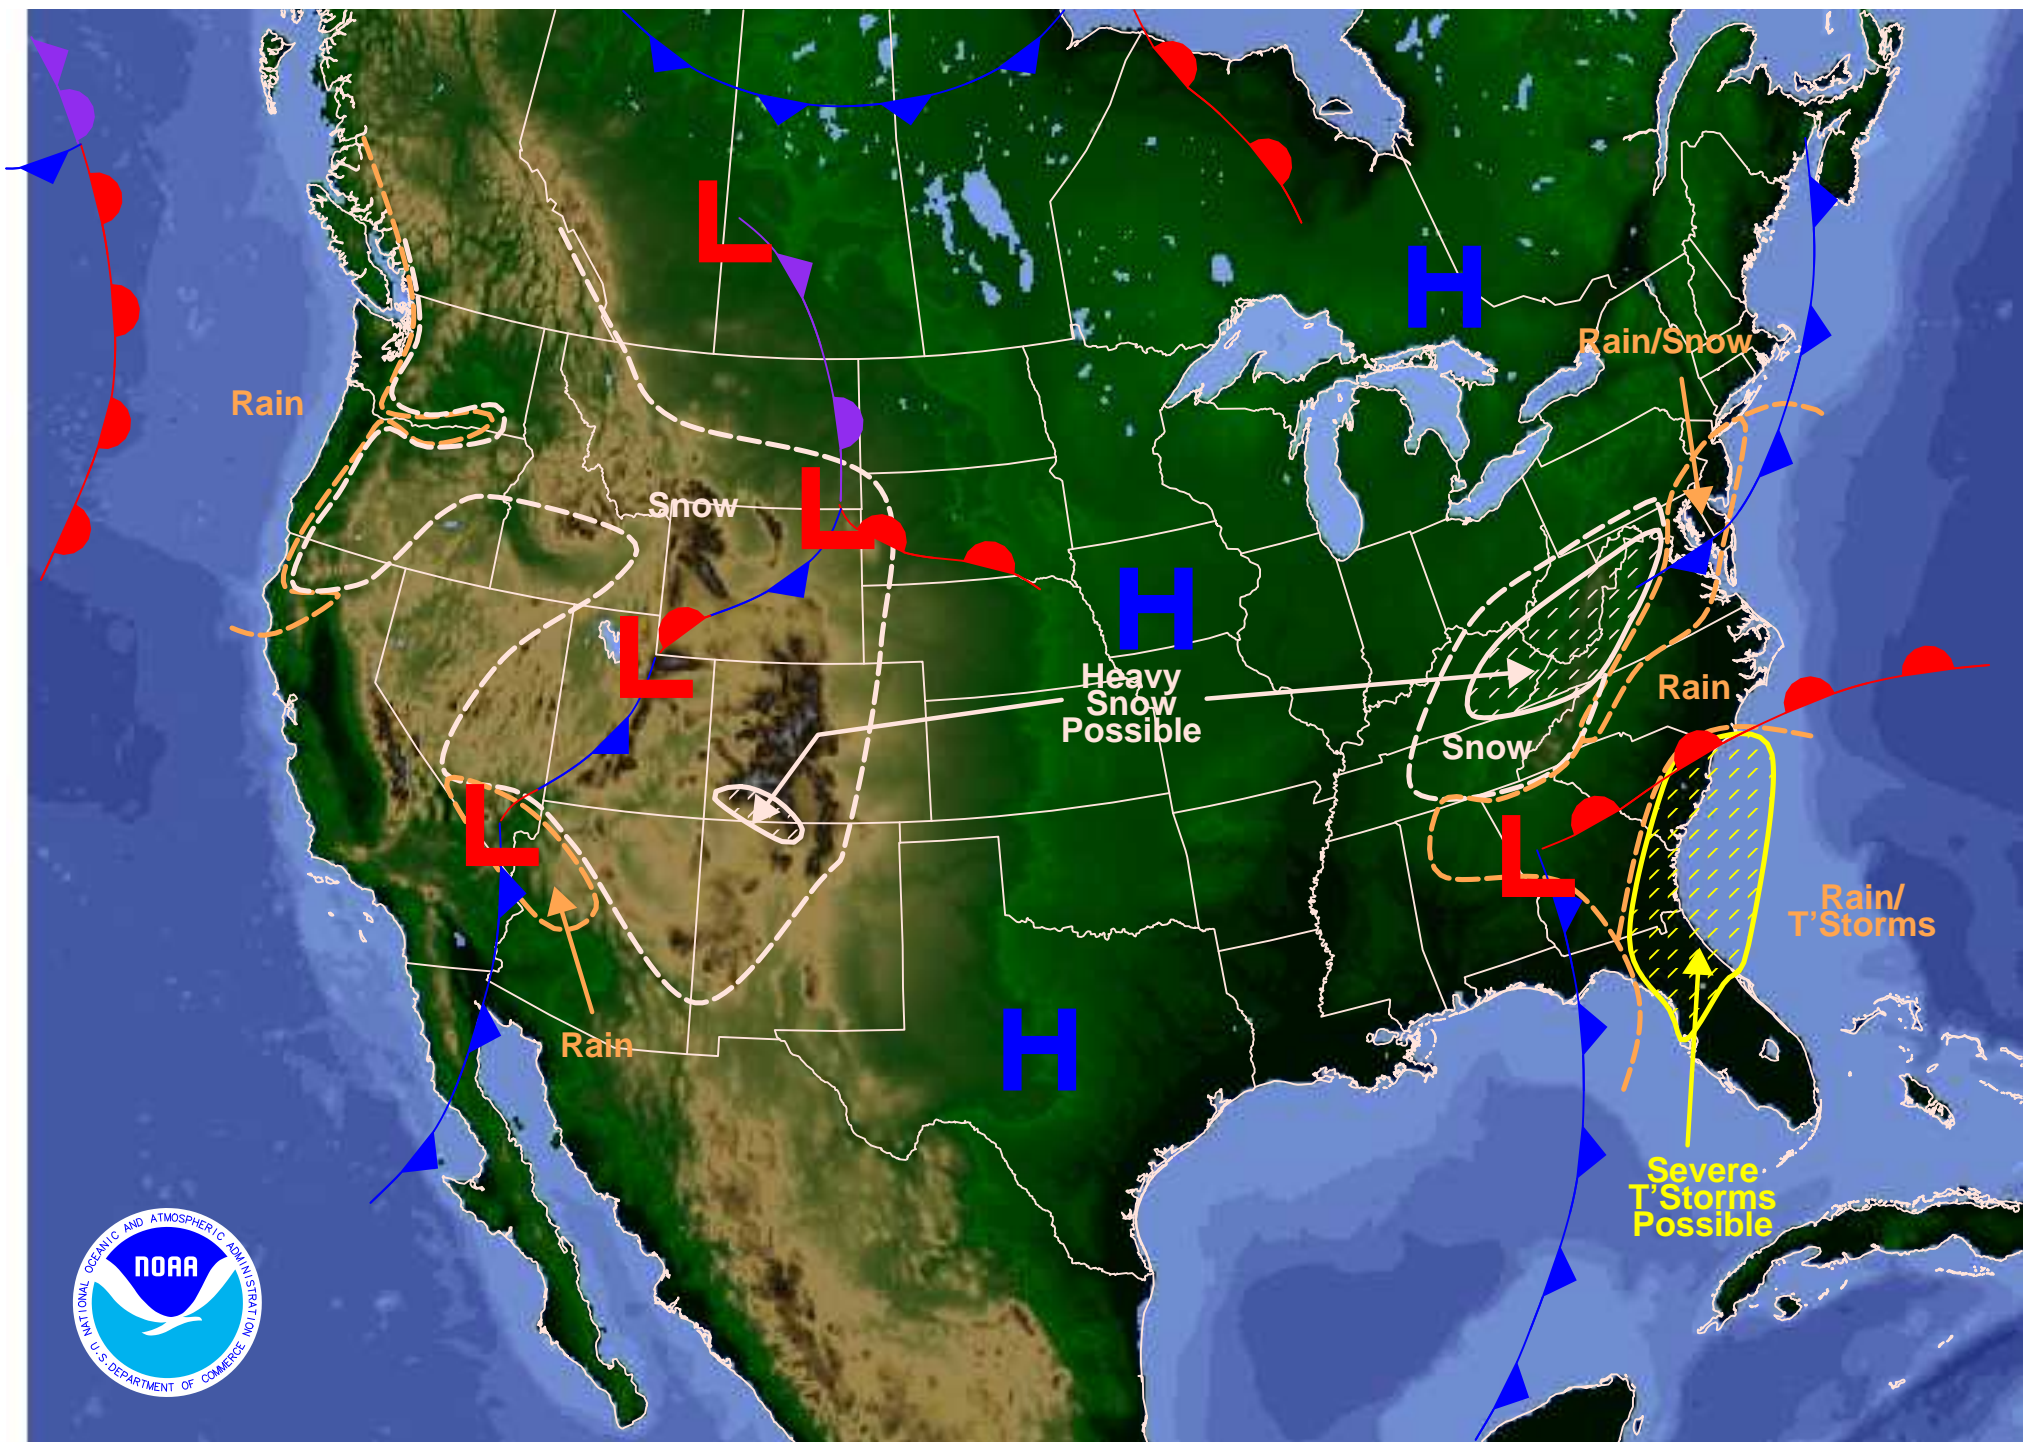 L
H
Rain/Snow
Rain
Snow
L
H
L
Heavy
Snow
Possible
Rain
Snow
L
L
Rain/
T'Storms
Rain
H
Severe
T'Storms
Possible
NATIONAL OCEANIC AND ATMOSPHERIC ADMINISTRATION
NOAA
U.S. DEPARTMENT OF COMMERCE